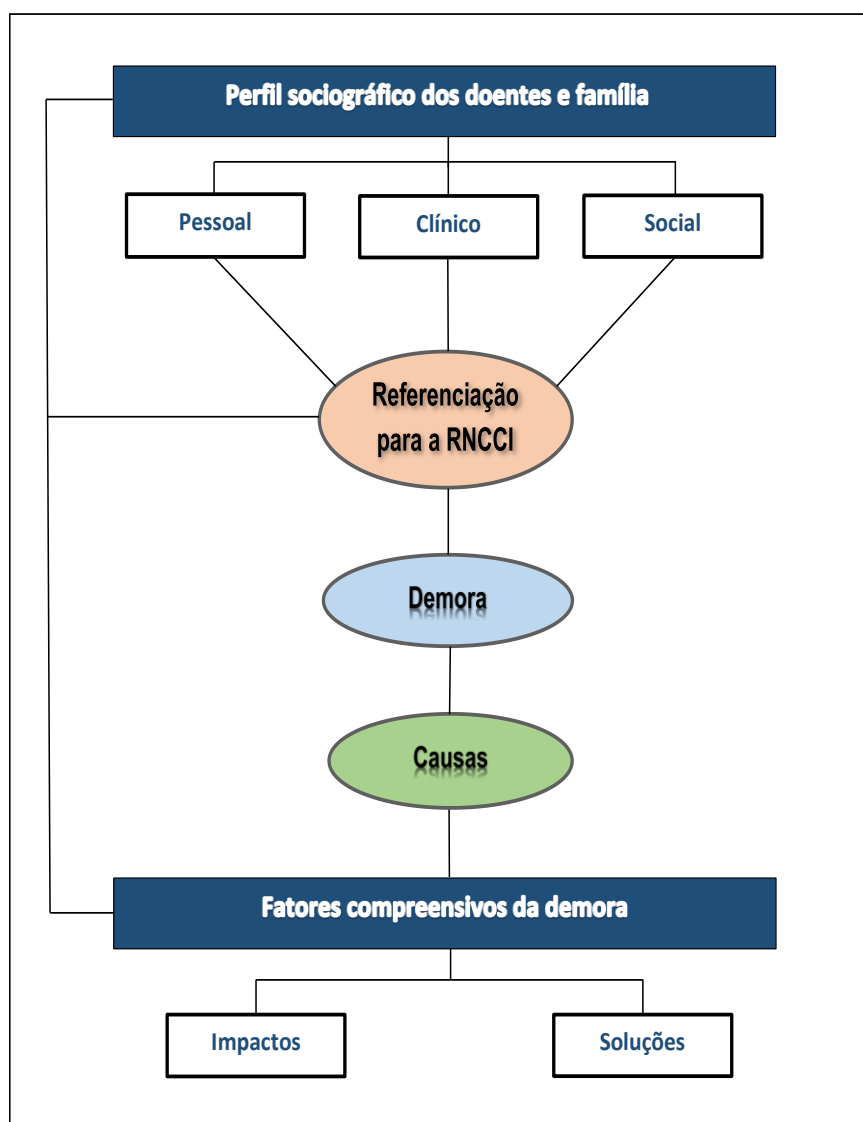 Perfil sociográfico dos doentes e família
Pessoal
Clínico
Social
Referenciação
para a RNCCI
Demora
Causas
Fatores compreensivos da demora
Impactos
Soluções